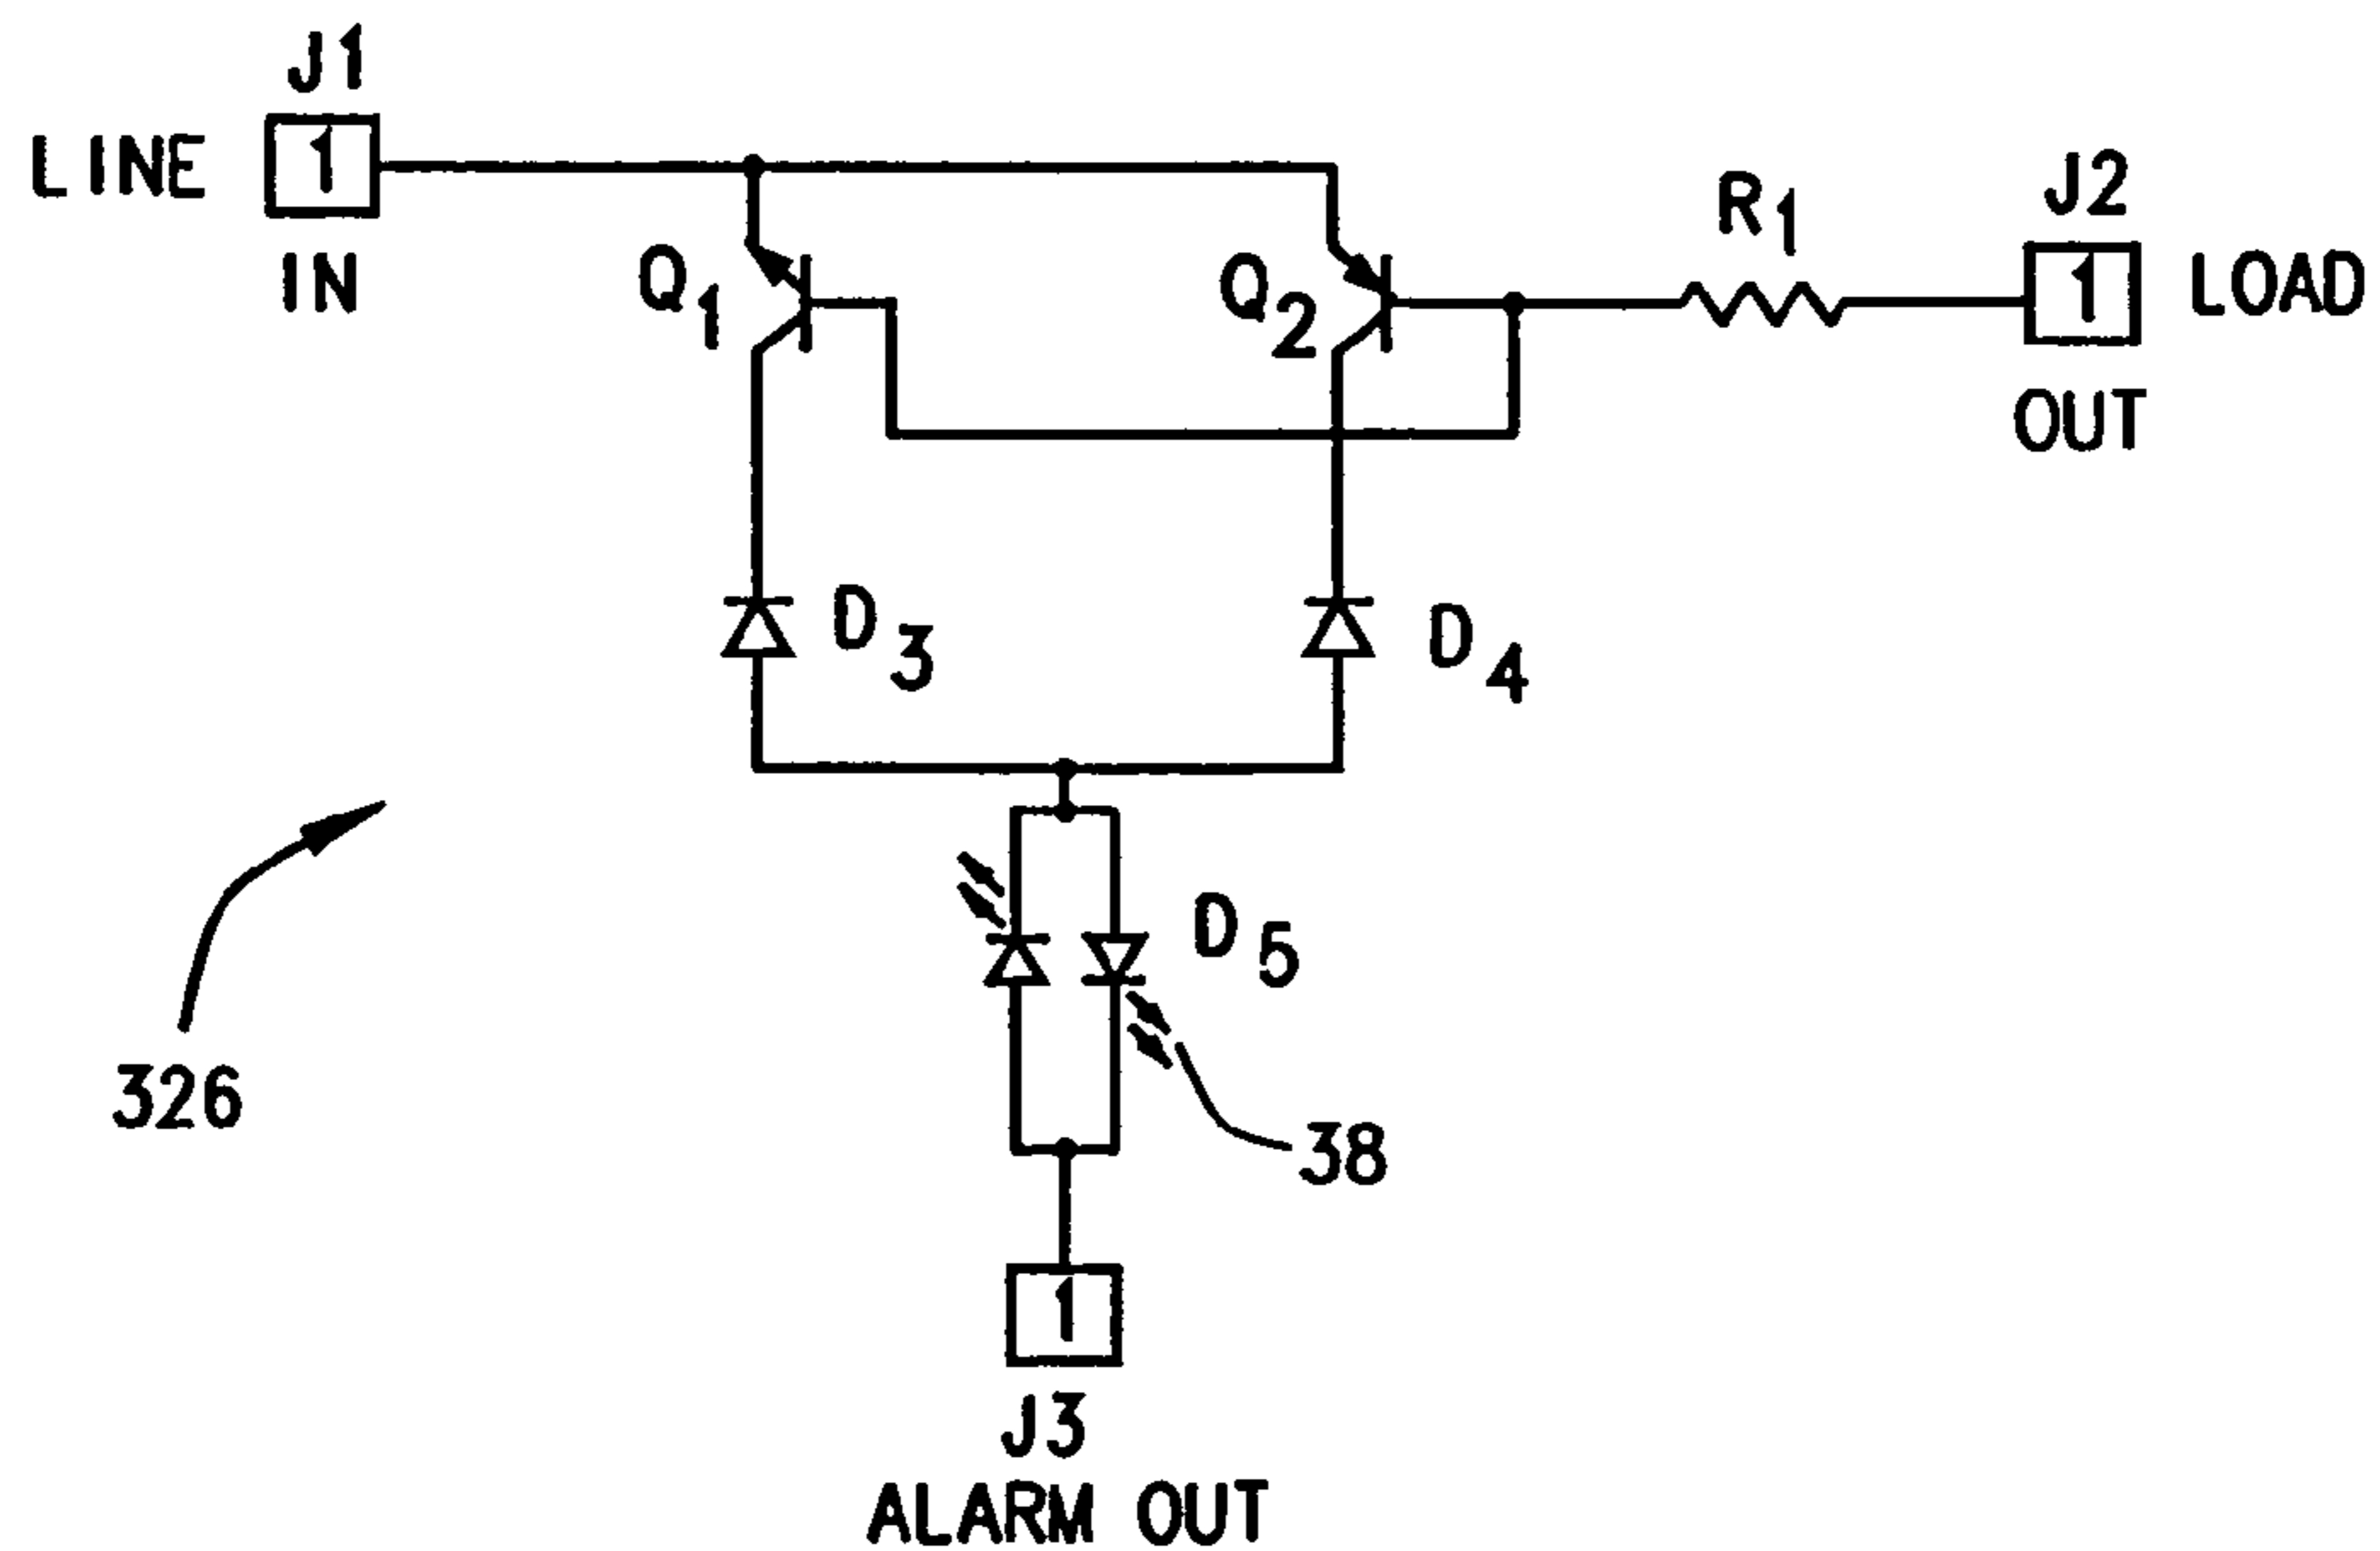 J1
LINE
1
IN
Q1
Q2
R1
J2
1
LOAD
OUT
D3
D4
D5
326
38
1
J3
ALARM OUT